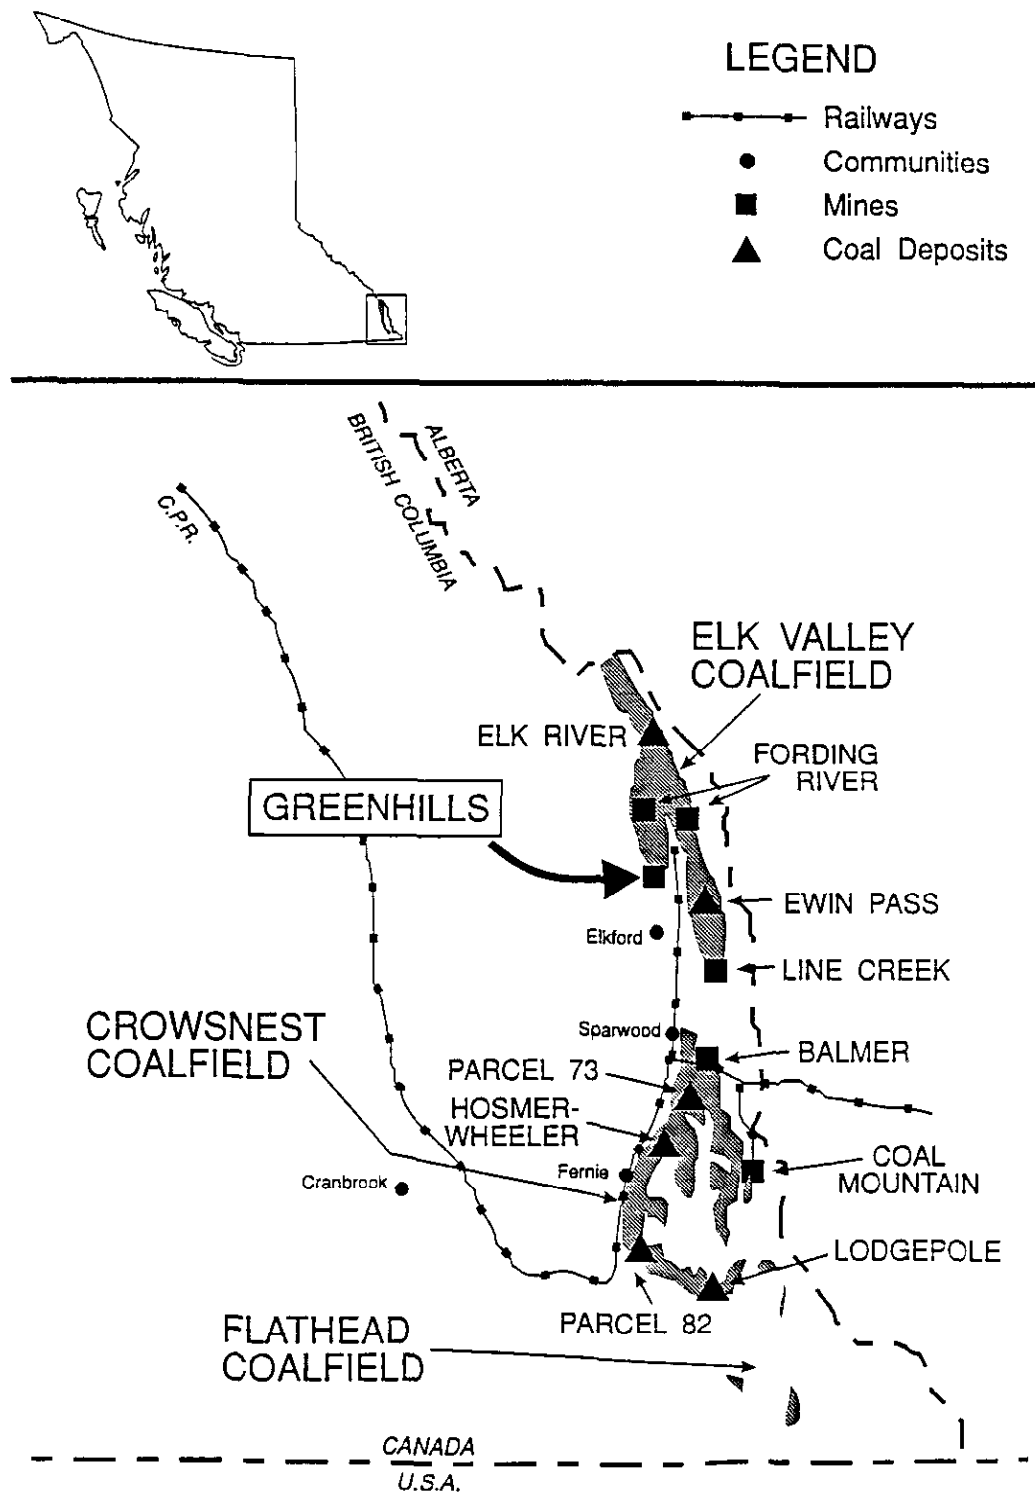 LEGEND
Railways
Communities
Mines
Coal Deposits
ALBERTA
BRITISH COLUMBIA
C.P.R.
ELK VALLEY
COALFIELD
ELK RIVER
FORDING
RIVER
GREENHILLS
EWIN PASS
Elkford
LINE CREEK
CROWSNEST
COALFIELD
Sparwood
BALMER
PARCEL 73
HOSMER-
WHEELER
COAL
MOUNTAIN
Fernie
Cranbrook
LODGEPOLE
PARCEL 82
FLATHEAD
COALFIELD
CANADA
U.S.A.